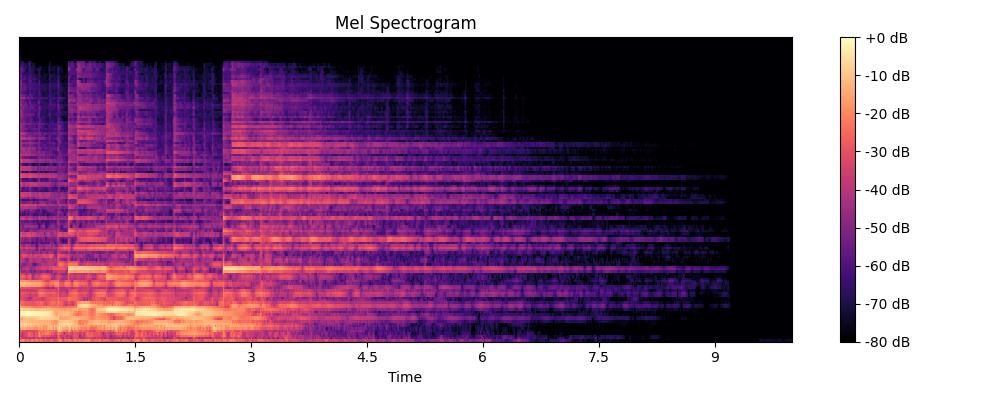 Mel Spectrogram
+0 dB
-10 dB
-20 dB
-30 dB
-40 dB
-50 dB
-60 dB
-70 dB
-80 dB
0 1.5 3 4.5 6 7.5 9
Time